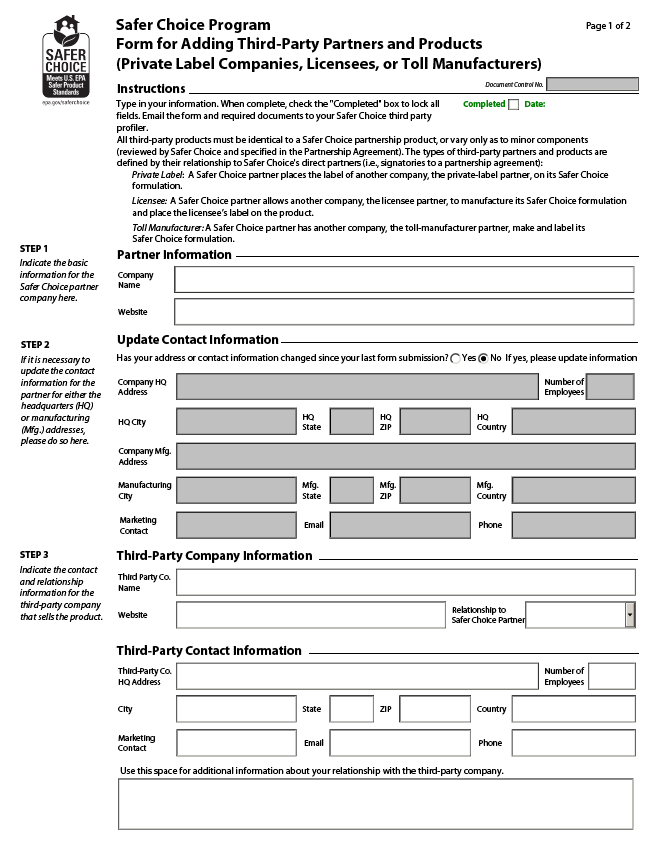 Safer Choice Program
Page 1 of 2
Form for Adding Third-Party Partners and Products
(Private Label Companies, Licensees, or Toll Manufacturers)
SAFER
CHOICE
Meets U.S. EPA
Safer Product
Standards
epa.gov/saferchoice
Instructions
Document Control No.
Type in your information. When complete, check the "Completed" box to lock all
fields. Email the form and required documents to your Safer Choice third party
profiler.
Completed
Date:
All third-party products must be identical to a Safer Choice partnership product, or vary only as to minor components
(reviewed by Safer Choice and specified in the Partnership Agreement). The types of third-party partners and products are
defined by their relationship to Safer Choice's direct partners (i.e., signatories to a partnership agreement):
Private Label: A Safer Choice partner places the label of another company, the private-label partner, on its Safer Choice
formulation.
Licensee: A Safer Choice partner allows another company, the licensee partner, to manufacture its Safer Choice formulation
and place the licensee's label on the product.
Toll Manufacturer: A Safer Choice partner has another company, the toll-manufacturer partner, make and label its
Safer Choice formulation.
STEP 1
Indicate the basic
information for the
Safer Choice partner
company here.
Partner Information
Company
Name
Website
STEP 2
If it is necessary to
update the contact
information for the
partner for either the
headquarters (HQ)
or manufacturing
(Mfg.) addresses,
please do so here.
Update Contact Information
Has your address or contact information changed since your last form submission? Yes No If yes, please update information
Company HQ
Address
Number of
Employees
HQ City
HQ
State
HQ
ZIP
HQ
Country
Company Mfg.
Address
Manufacturing
City
Mfg.
State
Mfg.
ZIP
Mfg.
Country
Marketing
Contact
Email
Phone
STEP 3
Indicate the contact
and relationship
information for the
third-party company
that sells the product.
Third-Party Company Information
Third Party Co.
Name
Website
Relationship to
Safer Choice Partner
Third-Party Contact Information
Third-Party Co.
HQ Address
Number of
Employees
City
State
ZIP
Country
Marketing
Contact
Email
Phone
Use this space for additional information about your relationship with the third-party company.